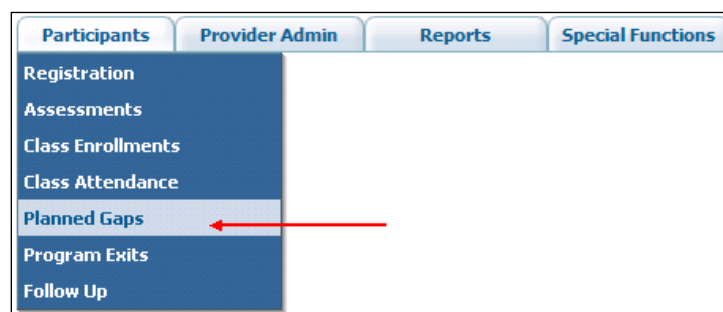 Participants Provider Admin Reports Special Functions
Registration
Assessments
Class Enrollments
Class Attendance
Planned Gaps
Program Exits
Follow Up